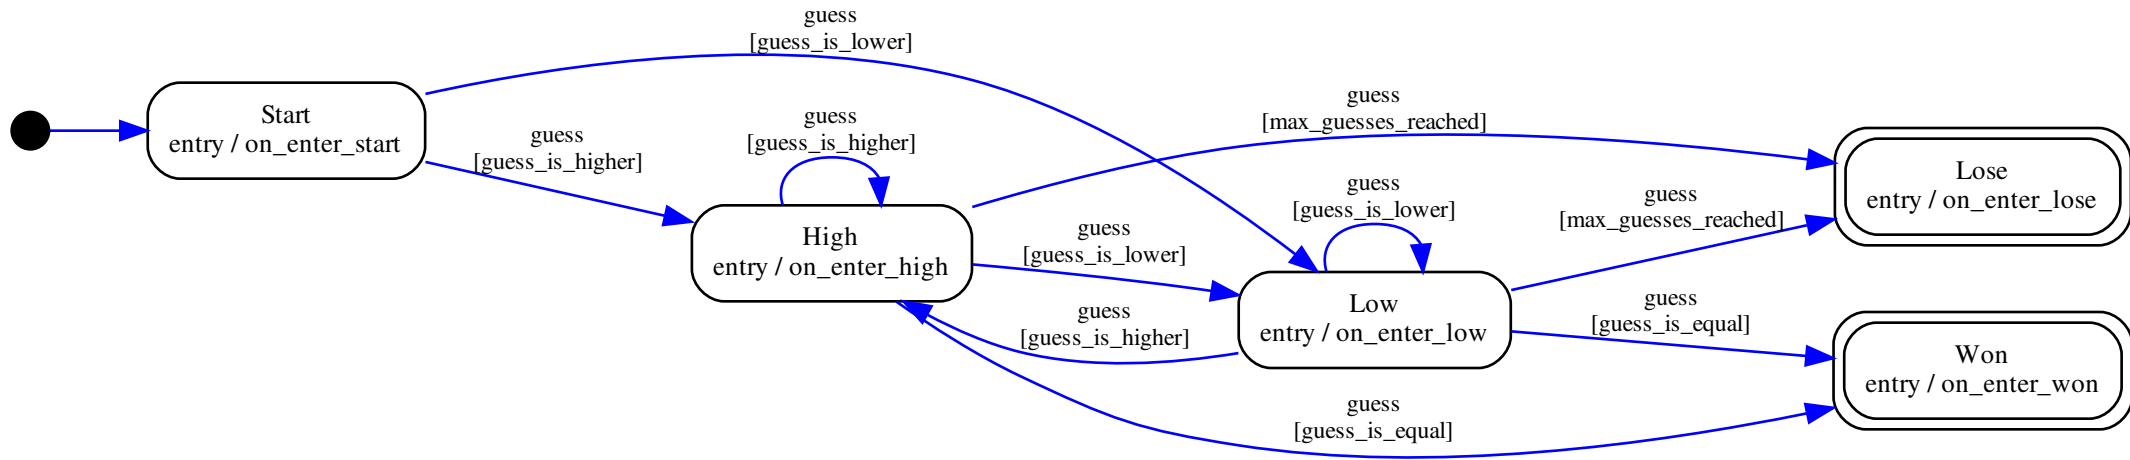 guess
[guess_is_lower]
Start
entry / on_enter_start
guess
[guess_is_higher]
guess
[guess_is_higher]
High
entry / on_enter_high
guess
[max_guesses_reached]
guess
[guess_is_lower]
guess
[guess_is_higher]
guess
[guess_is_lower]
Low
entry / on_enter_low
guess
[max_guesses_reached]
guess
[guess_is_equal]
guess
[guess_is_equal]
Lose
entry / on_enter_lose
Won
entry / on_enter_won